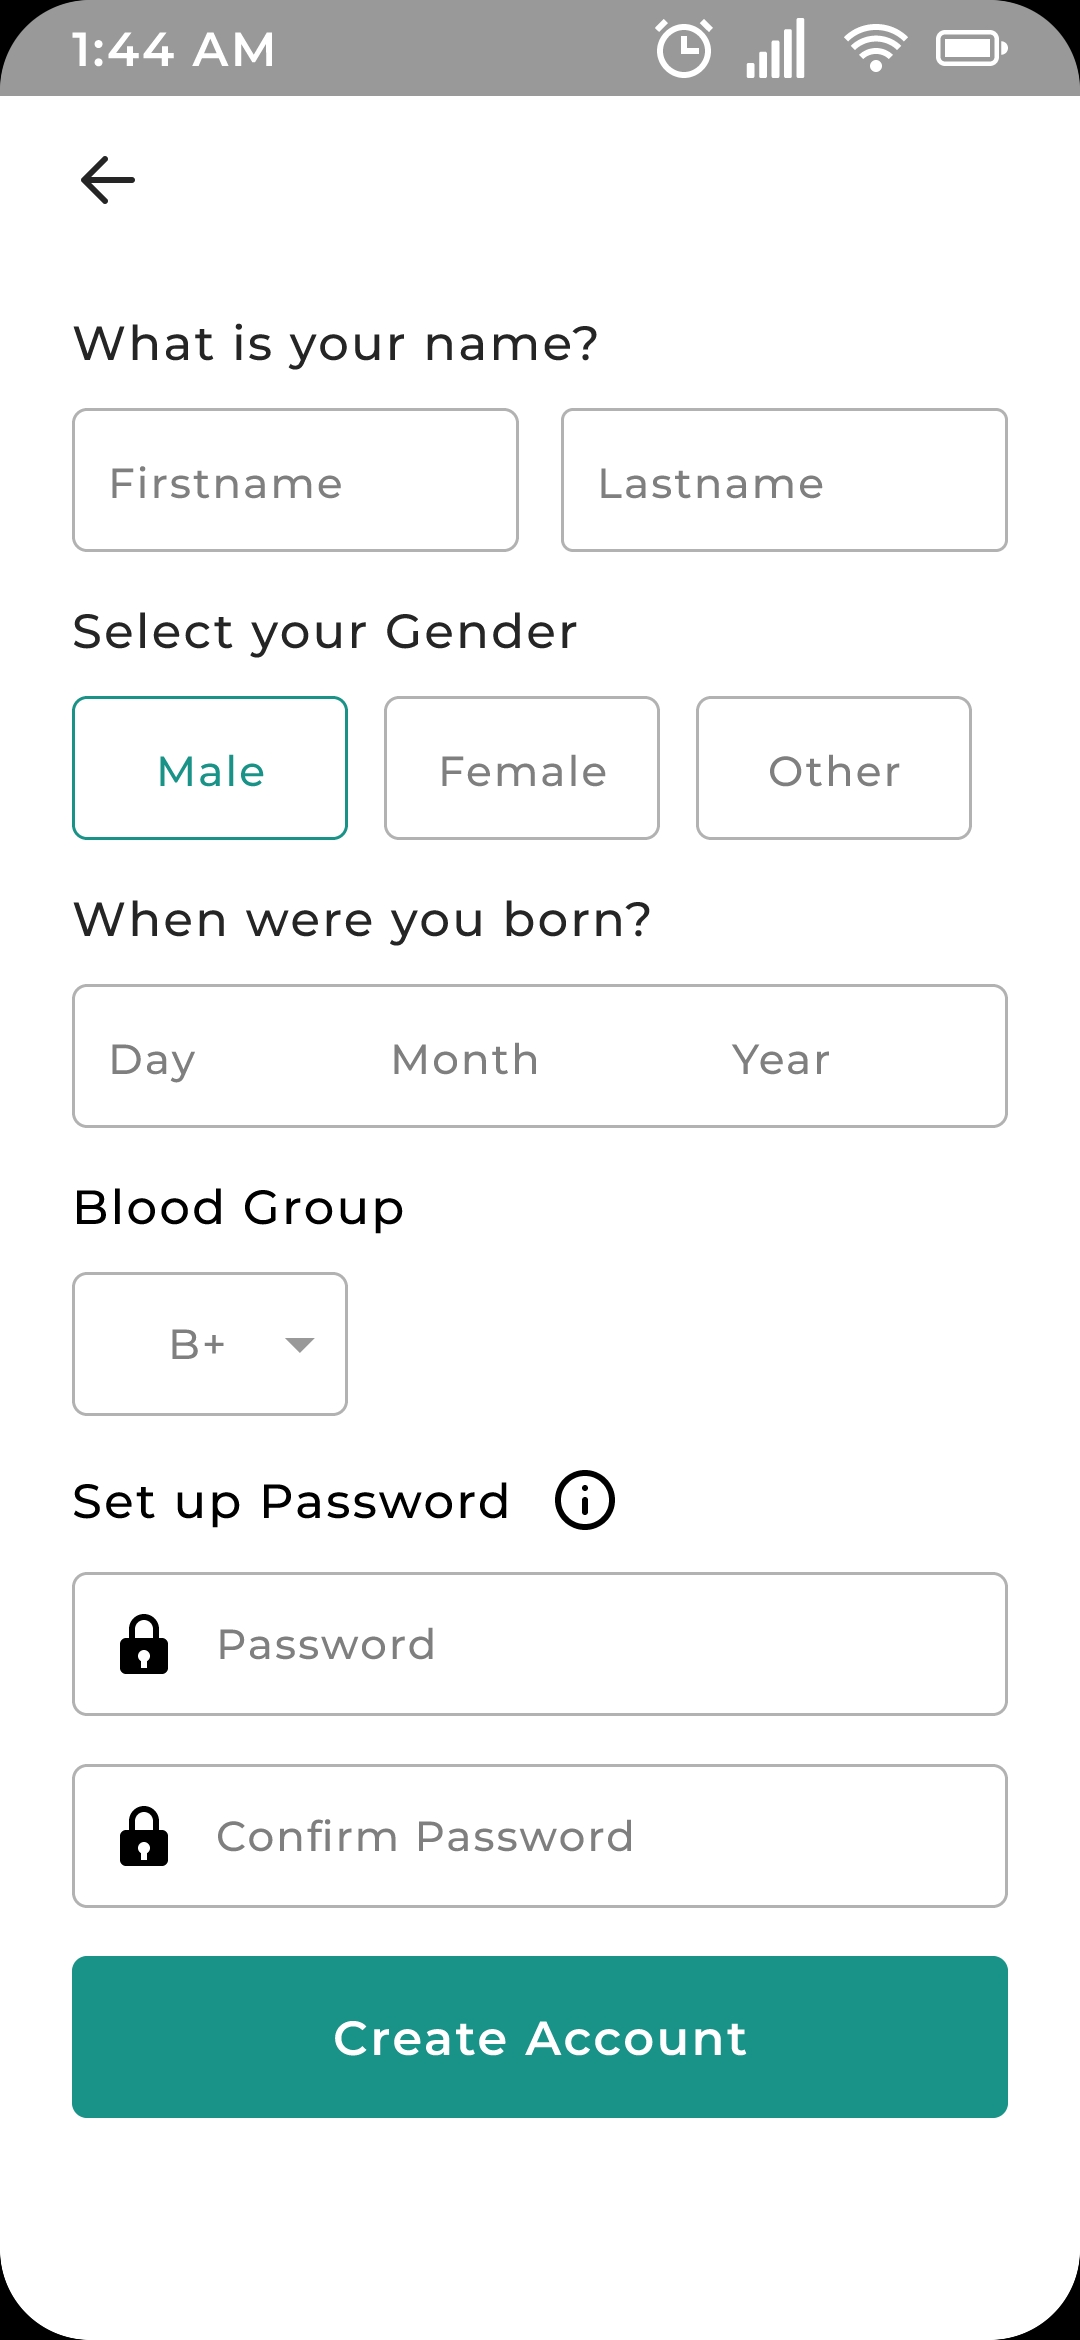 1:44 AM
What is your name?
Firstname Lastname
Select your Gender
Male Female Other
When were you born?
Day Month Year
Blood Group
B+
Set up Password
Password
Confirm Password
Create Account